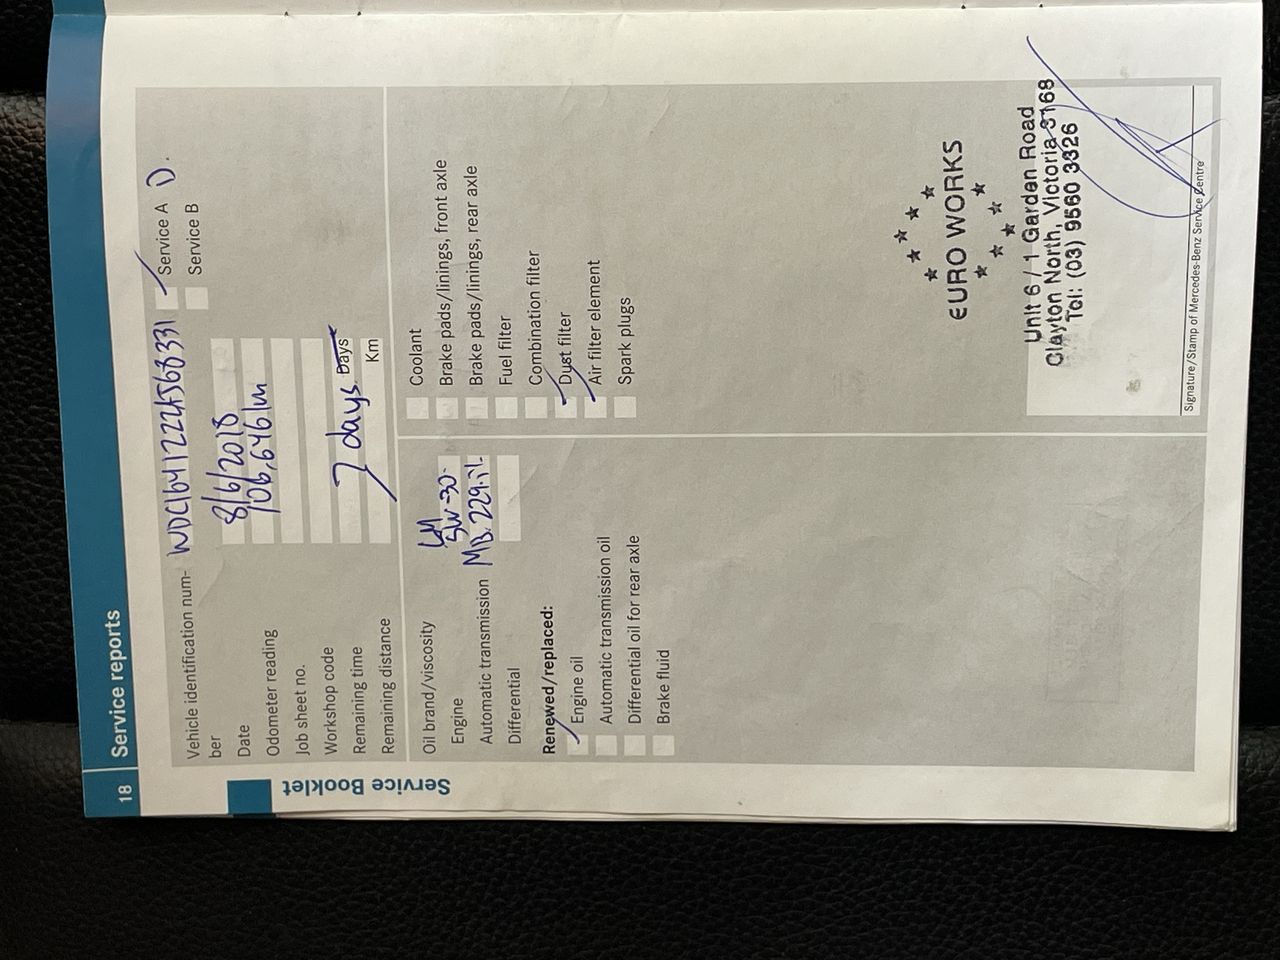 18 Service reports
Service Booklet
Vehicle identification num-
ber
WDC1641222A568331
Service A D.
Service B
Date 8/6/2018
Odometer reading 106,646 km
Job sheet no.
Workshop code
Remaining time 7 days Days
Remaining distance Km
Oil brand/viscosity
Engine 5W-30-
Automatic transmission MB.229.
Differential
Renewed/replaced:
Engine oil
Automatic transmission oil
Differential oil for rear axle
Brake fluid
Coolant
Brake pads/linings, front axle
Brake pads/linings, rear axle
Fuel filter
Combination filter
Dust filter
Air filter element
Spark plugs
EURO WORKS
Unit 6 / 1 Garden Road
Clayton North, Victoria 3168
Tel: (03) 9560 3326
Signature/Stamp of Mercedes-Benz Service Centre